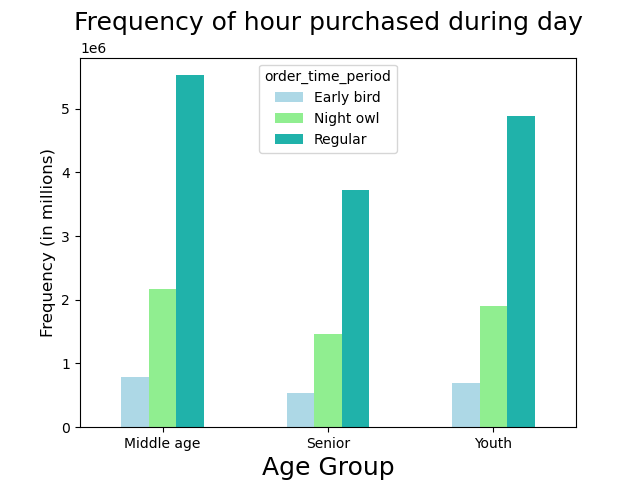 Frequency of hour purchased during day
1e6
order_time_period
Early bird
Night owl
Regular
Frequency (in millions)
5
4
3
2
1
0
Middle age Senior Youth
Age Group